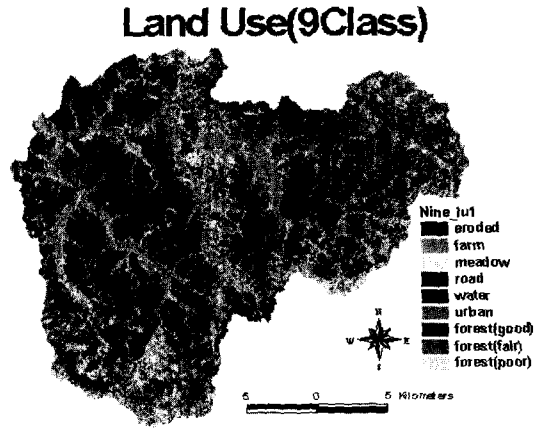 Land Use(9Class)
Nine_lu1
eroded
farm
meadow
road
water
urban
forest(good)
forest(fair)
forest(poor)
N
W E
S
5 0 5 Kilometers